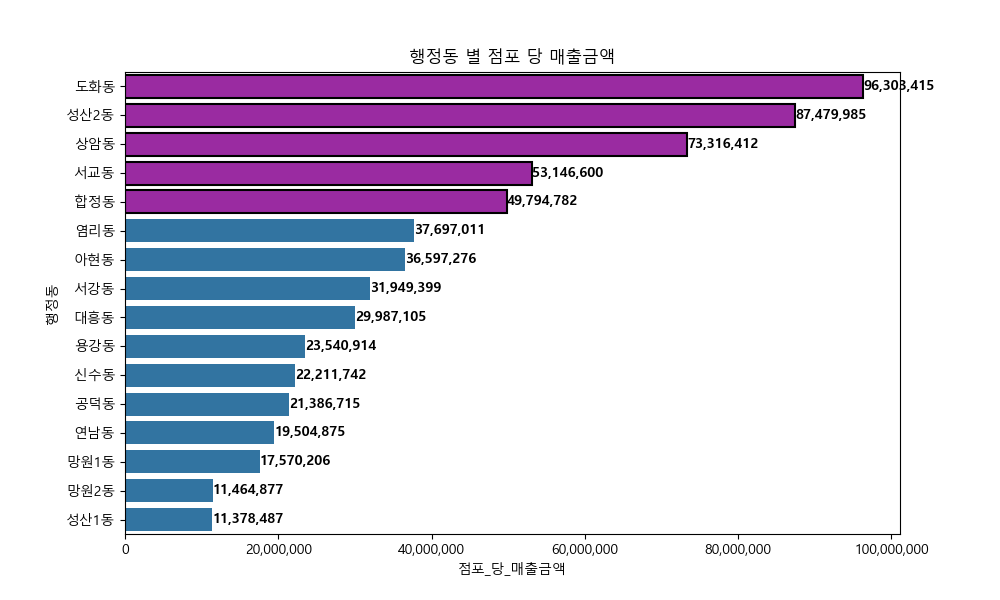 행정동 별 점포 당 매출금액
행정동
도화동 96,303,415
성산2동 87,479,985
상암동 73,316,412
서교동 53,146,600
합정동 49,794,782
염리동 37,697,011
아현동 36,597,276
서강동 31,949,399
대흥동 29,987,105
용강동 23,540,914
신수동 22,211,742
공덕동 21,386,715
연남동 19,504,875
망원1동 17,570,206
망원2동 11,464,877
성산1동 11,378,487
0 20,000,000 40,000,000 60,000,000 80,000,000 100,000,000
점포_당_매출금액